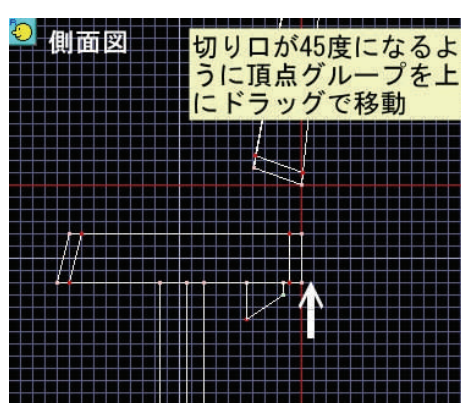 側面図
切り口が45度になるよ
うに頂点グループを上
にドラッグで移動